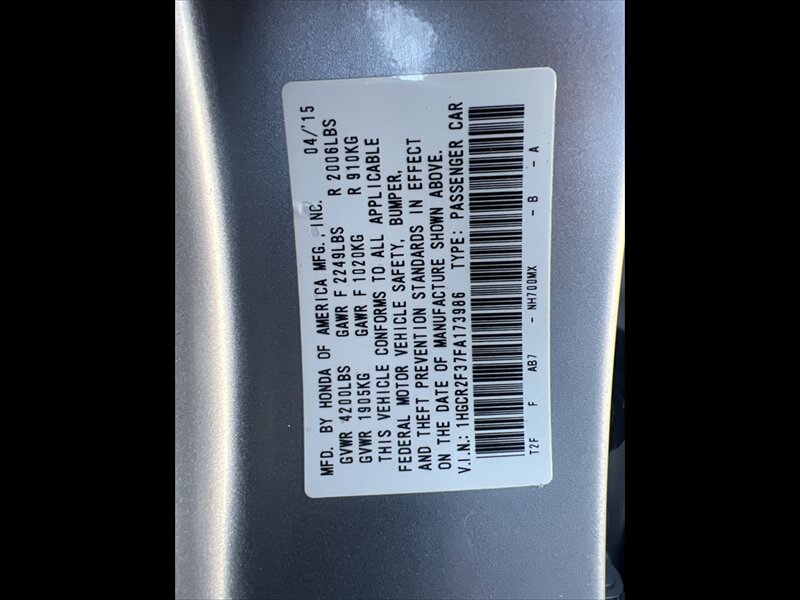 MFD. BY HONDA OF AMERICA MFG., INC. 04/'15
GVWR 4200LBS GAWR F 2249LBS R 2006LBS
GVWR 1905KG GAWR F 1020KG R 910KG
THIS VEHICLE CONFORMS TO ALL APPLICABLE
FEDERAL MOTOR VEHICLE SAFETY, BUMPER,
AND THEFT PREVENTION STANDARDS IN EFFECT
ON THE DATE OF MANUFACTURE SHOWN ABOVE.
V.I.N.: 1HGCR2F37FA173986 TYPE: PASSENGER CAR
T2F F AB7 - NH700MX - B - A